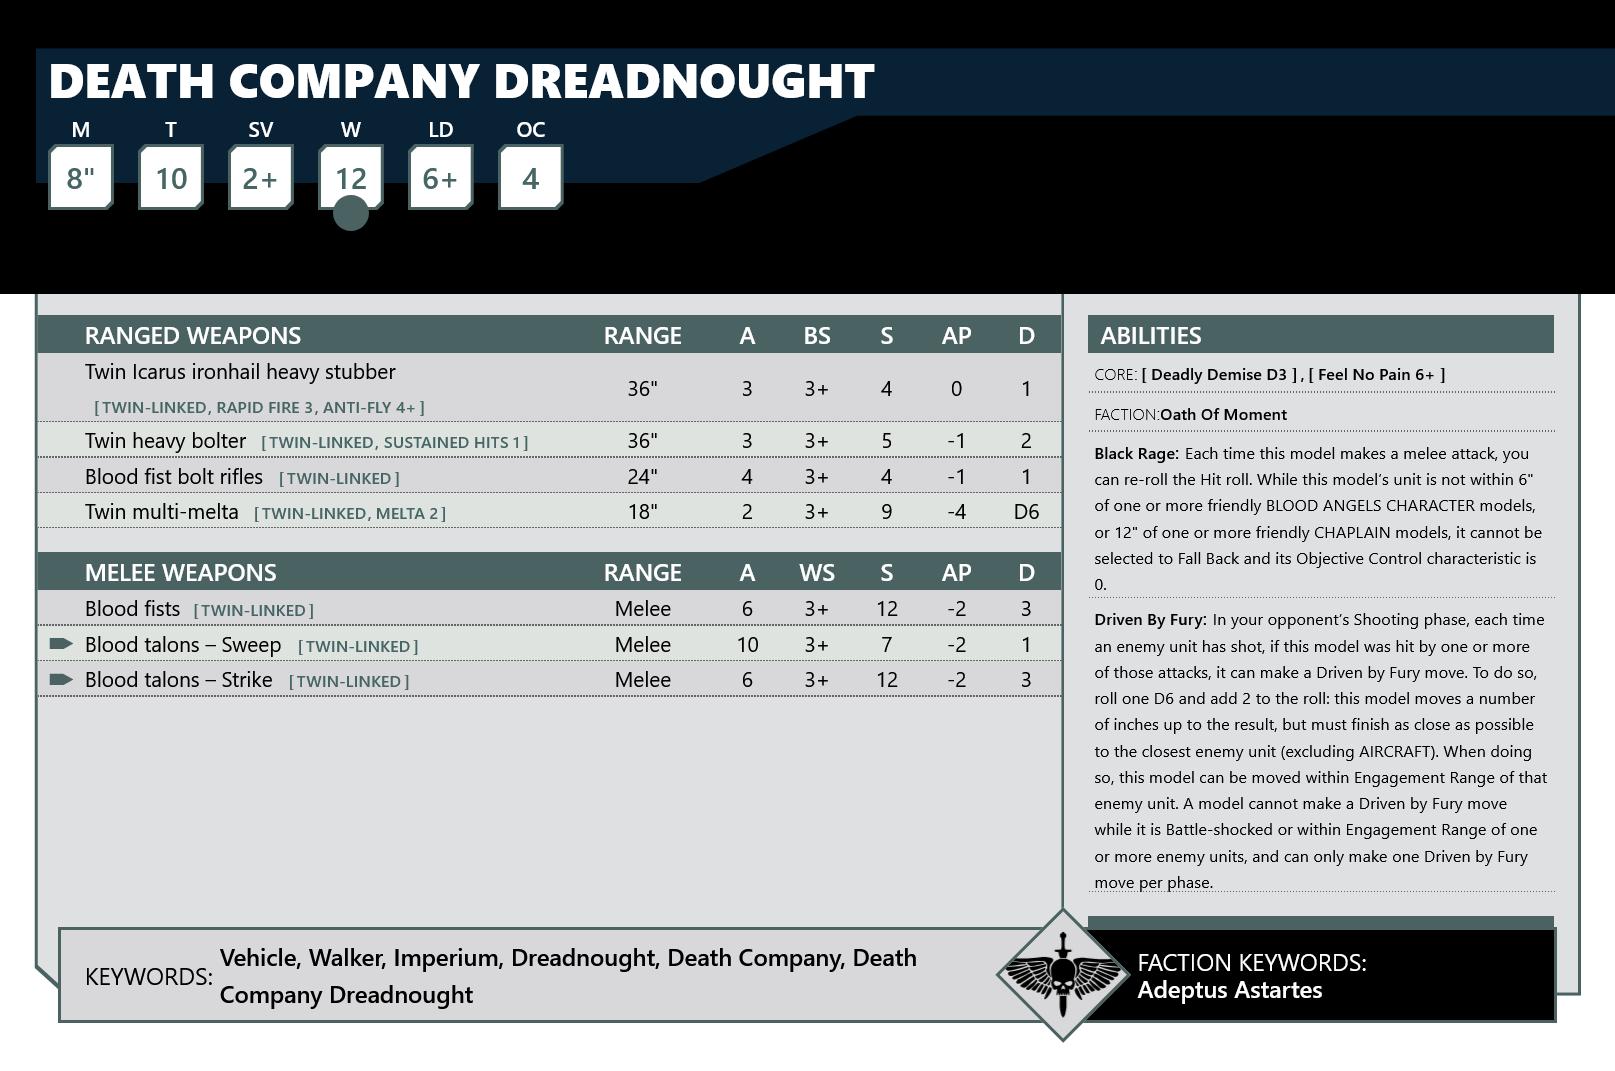 DEATH COMPANY DREADNOUGHT
M T SV W LD OC
8" 10 2+ 12 6+ 4
RANGED WEAPONS RANGE A BS S AP D
Twin Icarus ironhail heavy stubber
[TWIN-LINKED, RAPID FIRE 3, ANTI-FLY 4+] 36" 3 3+ 4 0 1
Twin heavy bolter [TWIN-LINKED, SUSTAINED HITS 1] 36" 3 3+ 5 -1 2
Blood fist bolt rifles [TWIN-LINKED] 24" 4 3+ 4 -1 1
Twin multi-melta [TWIN-LINKED, MELTA 2] 18" 2 3+ 9 -4 D6
MELEE WEAPONS RANGE A WS S AP D
Blood fists [TWIN-LINKED] Melee 6 3+ 12 -2 3
Blood talons – Sweep [TWIN-LINKED] Melee 10 3+ 7 -2 1
Blood talons – Strike [TWIN-LINKED] Melee 6 3+ 12 -2 3
ABILITIES
CORE: [ Deadly Demise D3 ] , [ Feel No Pain 6+ ]
FACTION:Oath Of Moment
Black Rage: Each time this model makes a melee attack, you
can re-roll the Hit roll. While this model's unit is not within 6"
of one or more friendly BLOOD ANGELS CHARACTER models,
or 12" of one or more friendly CHAPLAIN models, it cannot be
selected to Fall Back and its Objective Control characteristic is
0.
Driven By Fury: In your opponent's Shooting phase, each time
an enemy unit has shot, if this model was hit by one or more
of those attacks, it can make a Driven by Fury move. To do so,
roll one D6 and add 2 to the roll: this model moves a number
of inches up to the result, but must finish as close as possible
to the closest enemy unit (excluding AIRCRAFT). When doing
so, this model can be moved within Engagement Range of that
enemy unit. A model cannot make a Driven by Fury move
while it is Battle-shocked or within Engagement Range of one
or more enemy units, and can only make one Driven by Fury
move per phase.
KEYWORDS: Vehicle, Walker, Imperium, Dreadnought, Death Company, Death
Company Dreadnought
FACTION KEYWORDS:
Adeptus Astartes